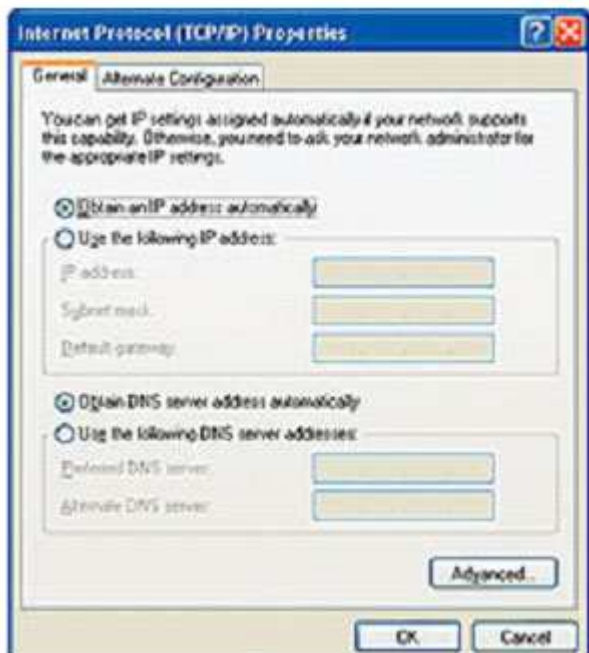 Internet Protocol (TCP/IP) Properties
General
Alternate Configuration
You can get IP settings assigned automatically if your network supports
this capability. Otherwise, you need to ask your network administrator for
the appropriate IP settings.
Obtain an IP address automatically
Use the following IP address:
IP address:
Subnet mask:
Default gateway:
Obtain DNS server address automatically
Use the following DNS server addresses:
Preferred DNS server:
Alternate DNS server:
Advanced...
OK
Cancel